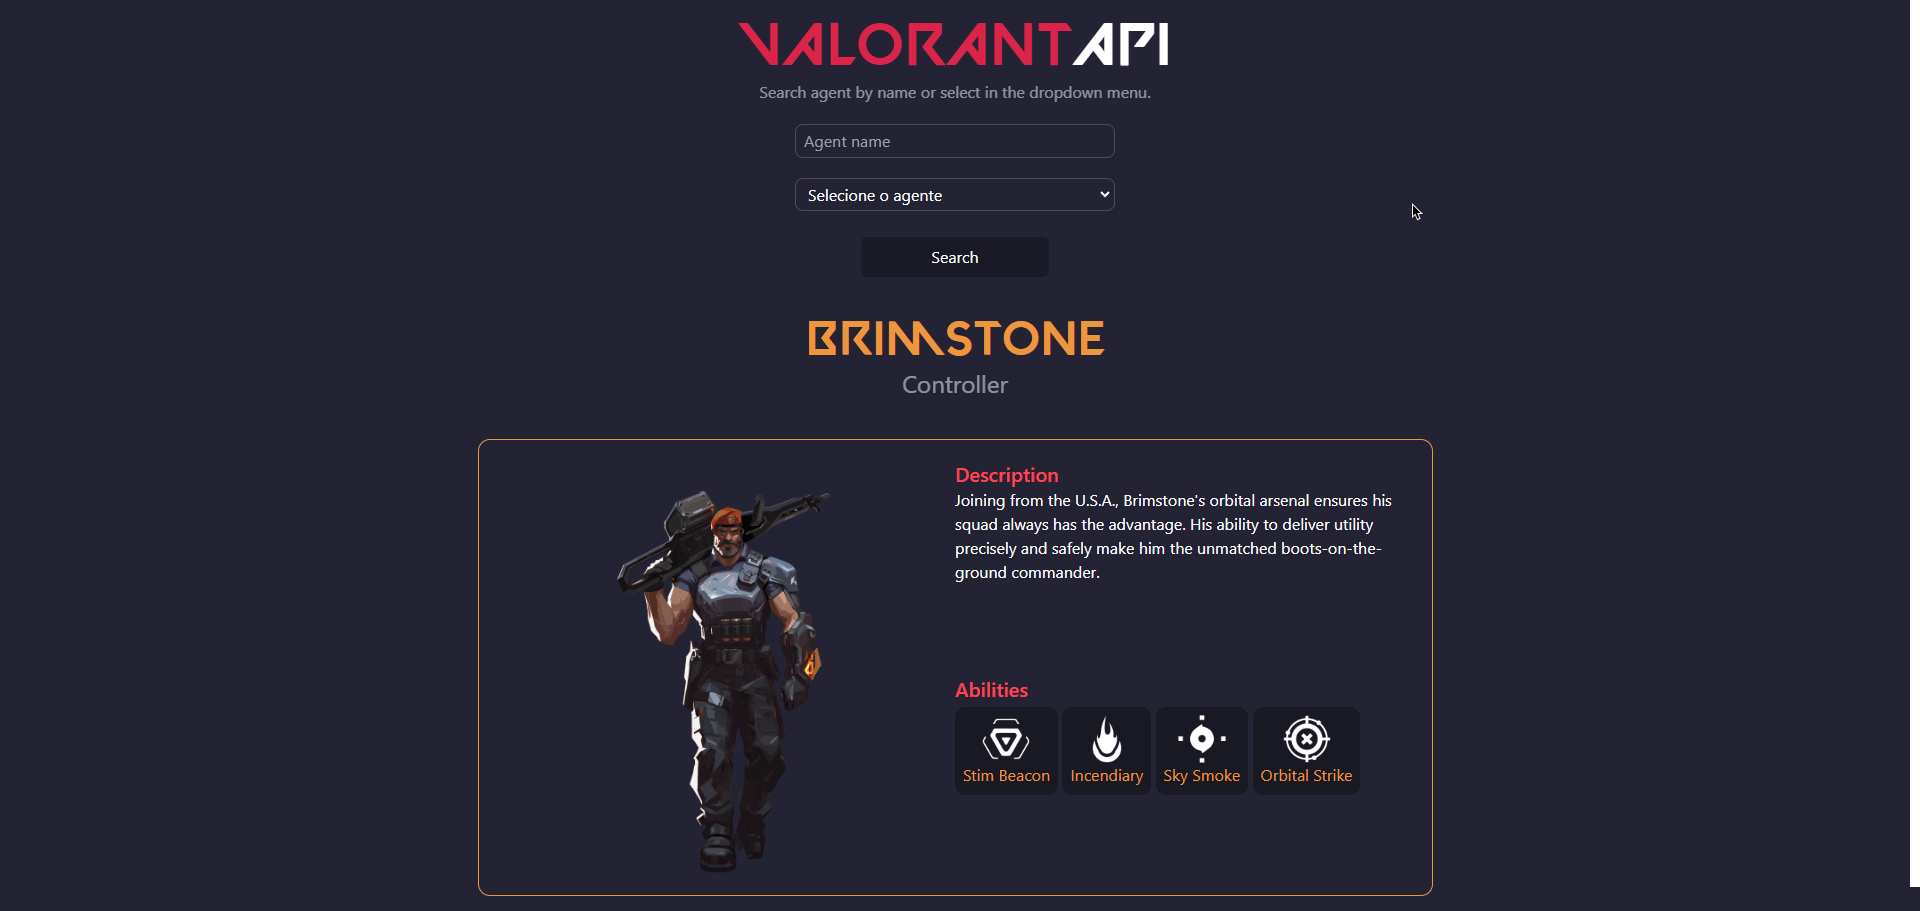 VALORANTAPI
Search agent by name or select in the dropdown menu.
Agent name
Selecione o agente
Search
BRIMSTONE
Controller
Description
Joining from the U.S.A., Brimstone's orbital arsenal ensures his
squad always has the advantage. His ability to deliver utility
precisely and safely make him the unmatched boots-on-the-
ground commander.
Abilities
Stim Beacon
Incendiary
Sky Smoke
Orbital Strike